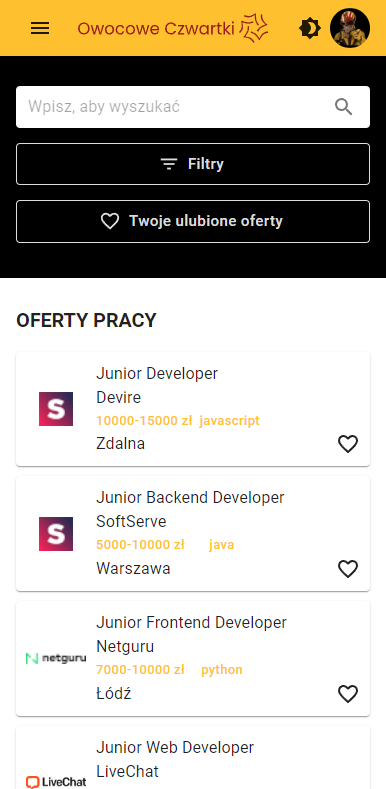 Owocowe Czwartki
Wpisz, aby wyszukać
Filtry
Twoje ulubione oferty
OFERTY PRACY
Junior Developer
Devire
10000-15000 zł javascript
Zdalna
S
Junior Backend Developer
SoftServe
5000-10000 zł java
Warszawa
S
Junior Frontend Developer
Netguru
7000-10000 zł python
Łódź
netguru
Junior Web Developer
LiveChat
LiveChat